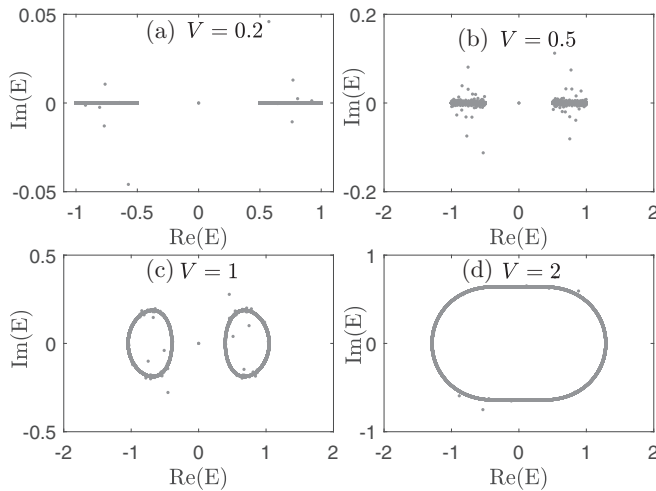 (a) V = 0.2
0.05
0
-0.05
Im(E)
-1 -0.5 0 0.5 1
Re(E)
(b) V = 0.5
0.2
0
-0.2
Im(E)
-2 -1 0 1 2
Re(E)
(c) V = 1
0.5
0
-0.5
Im(E)
-2 -1 0 1 2
Re(E)
(d) V = 2
1
0
-1
Im(E)
-2 -1 0 1 2
Re(E)